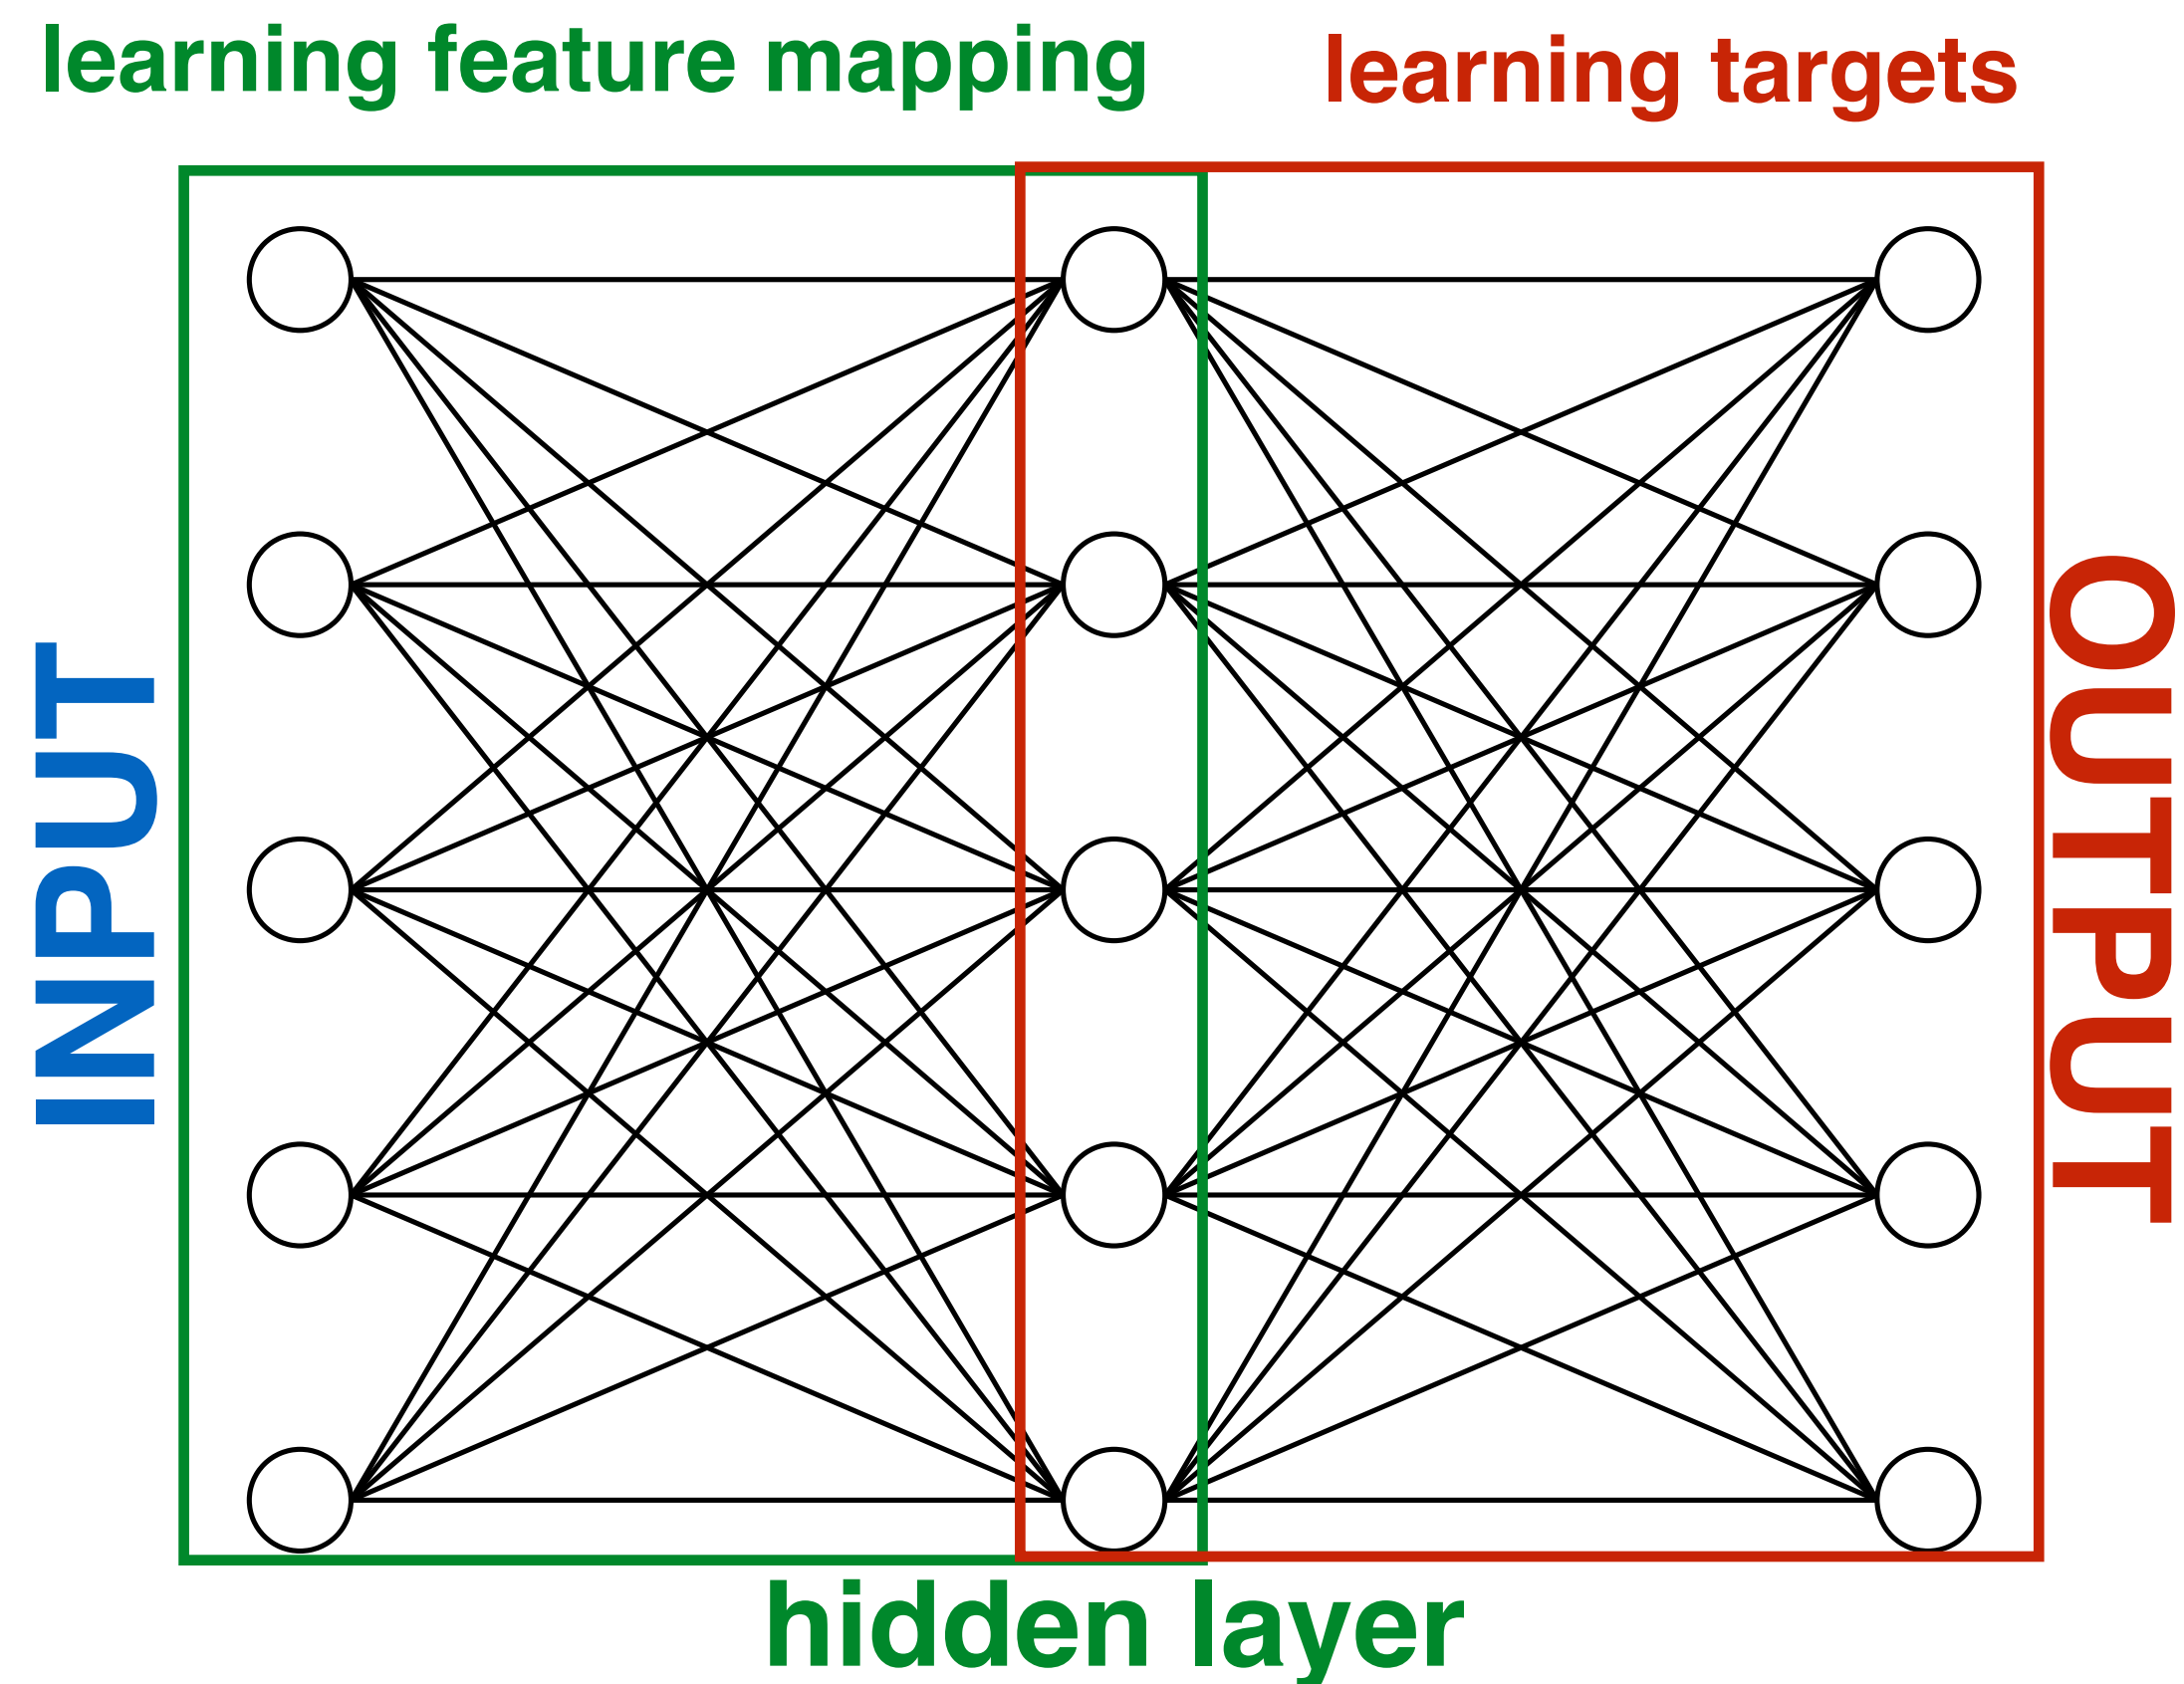 learning feature mapping
learning targets
INPUT
OUTPUT
hidden layer